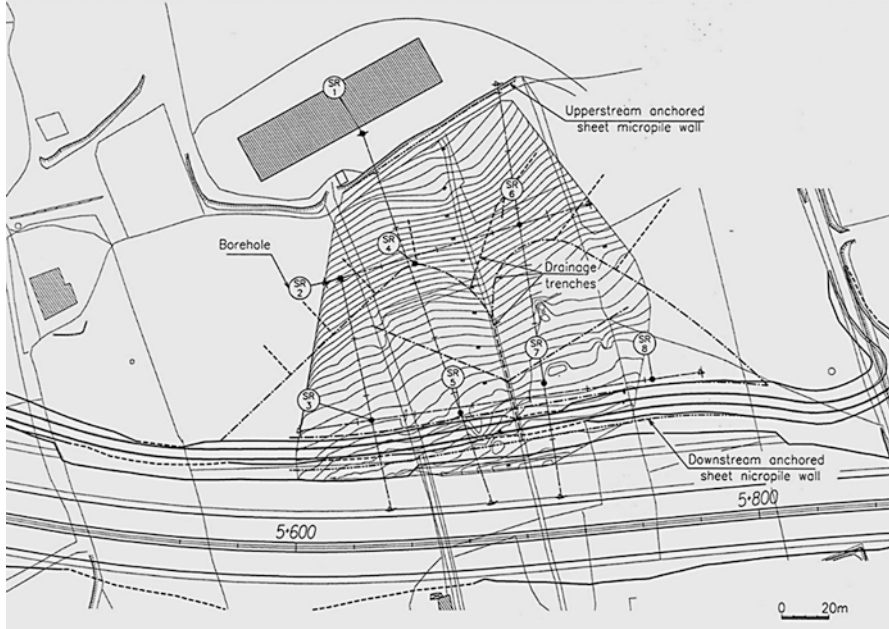 SR
1
Upperstream anchored
sheet micropile wall
SR
6
Borehole
SR
4
SR
2
Drainage
trenches
SR
7
SR
8
SR
5
SR
3
Downstream anchored
sheet nicropile wall
5+600
5+800
0 20m